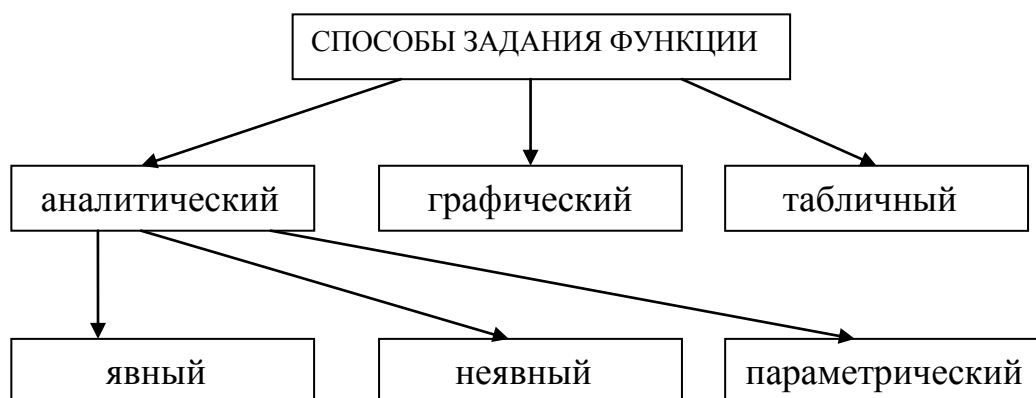 СПОСОБЫ ЗАДАНИЯ ФУНКЦИИ
аналитический
графический
табличный
явный
неявный
параметрический